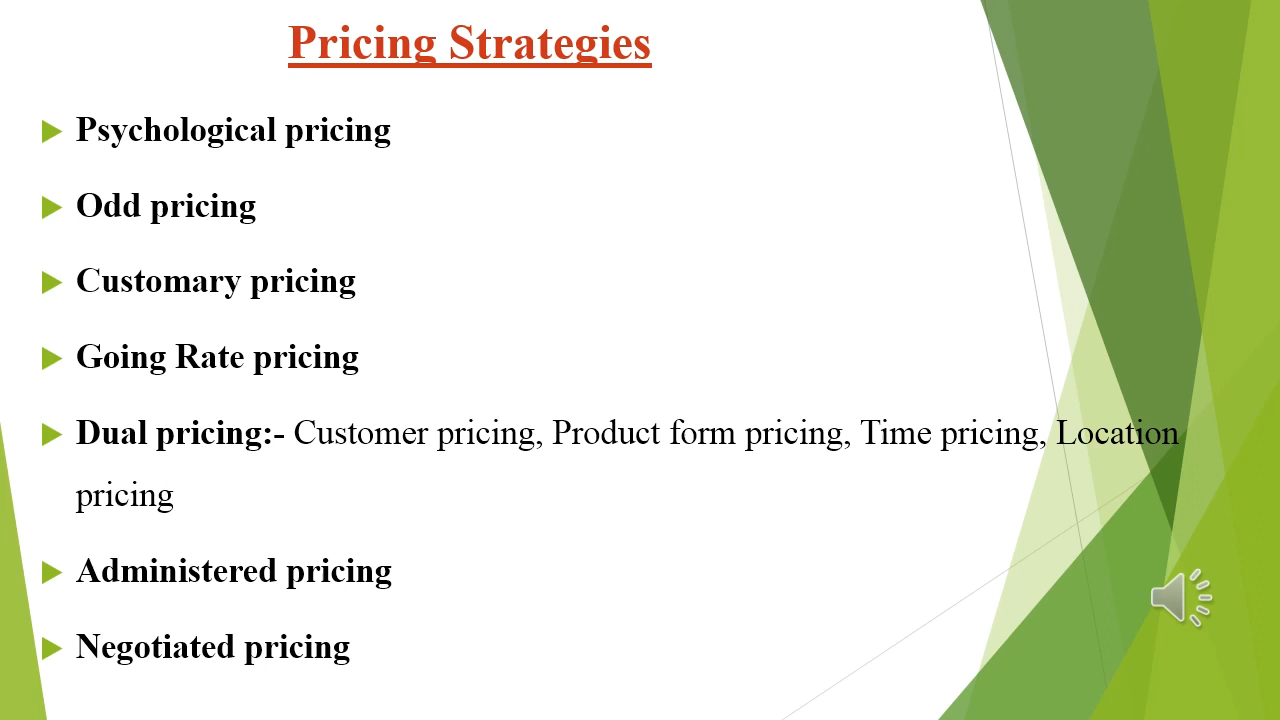 Pricing Strategies
Psychological pricing
Odd pricing
Customary pricing
Going Rate pricing
Dual pricing:- Customer pricing, Product form pricing, Time pricing, Location
pricing
Administered pricing
Negotiated pricing